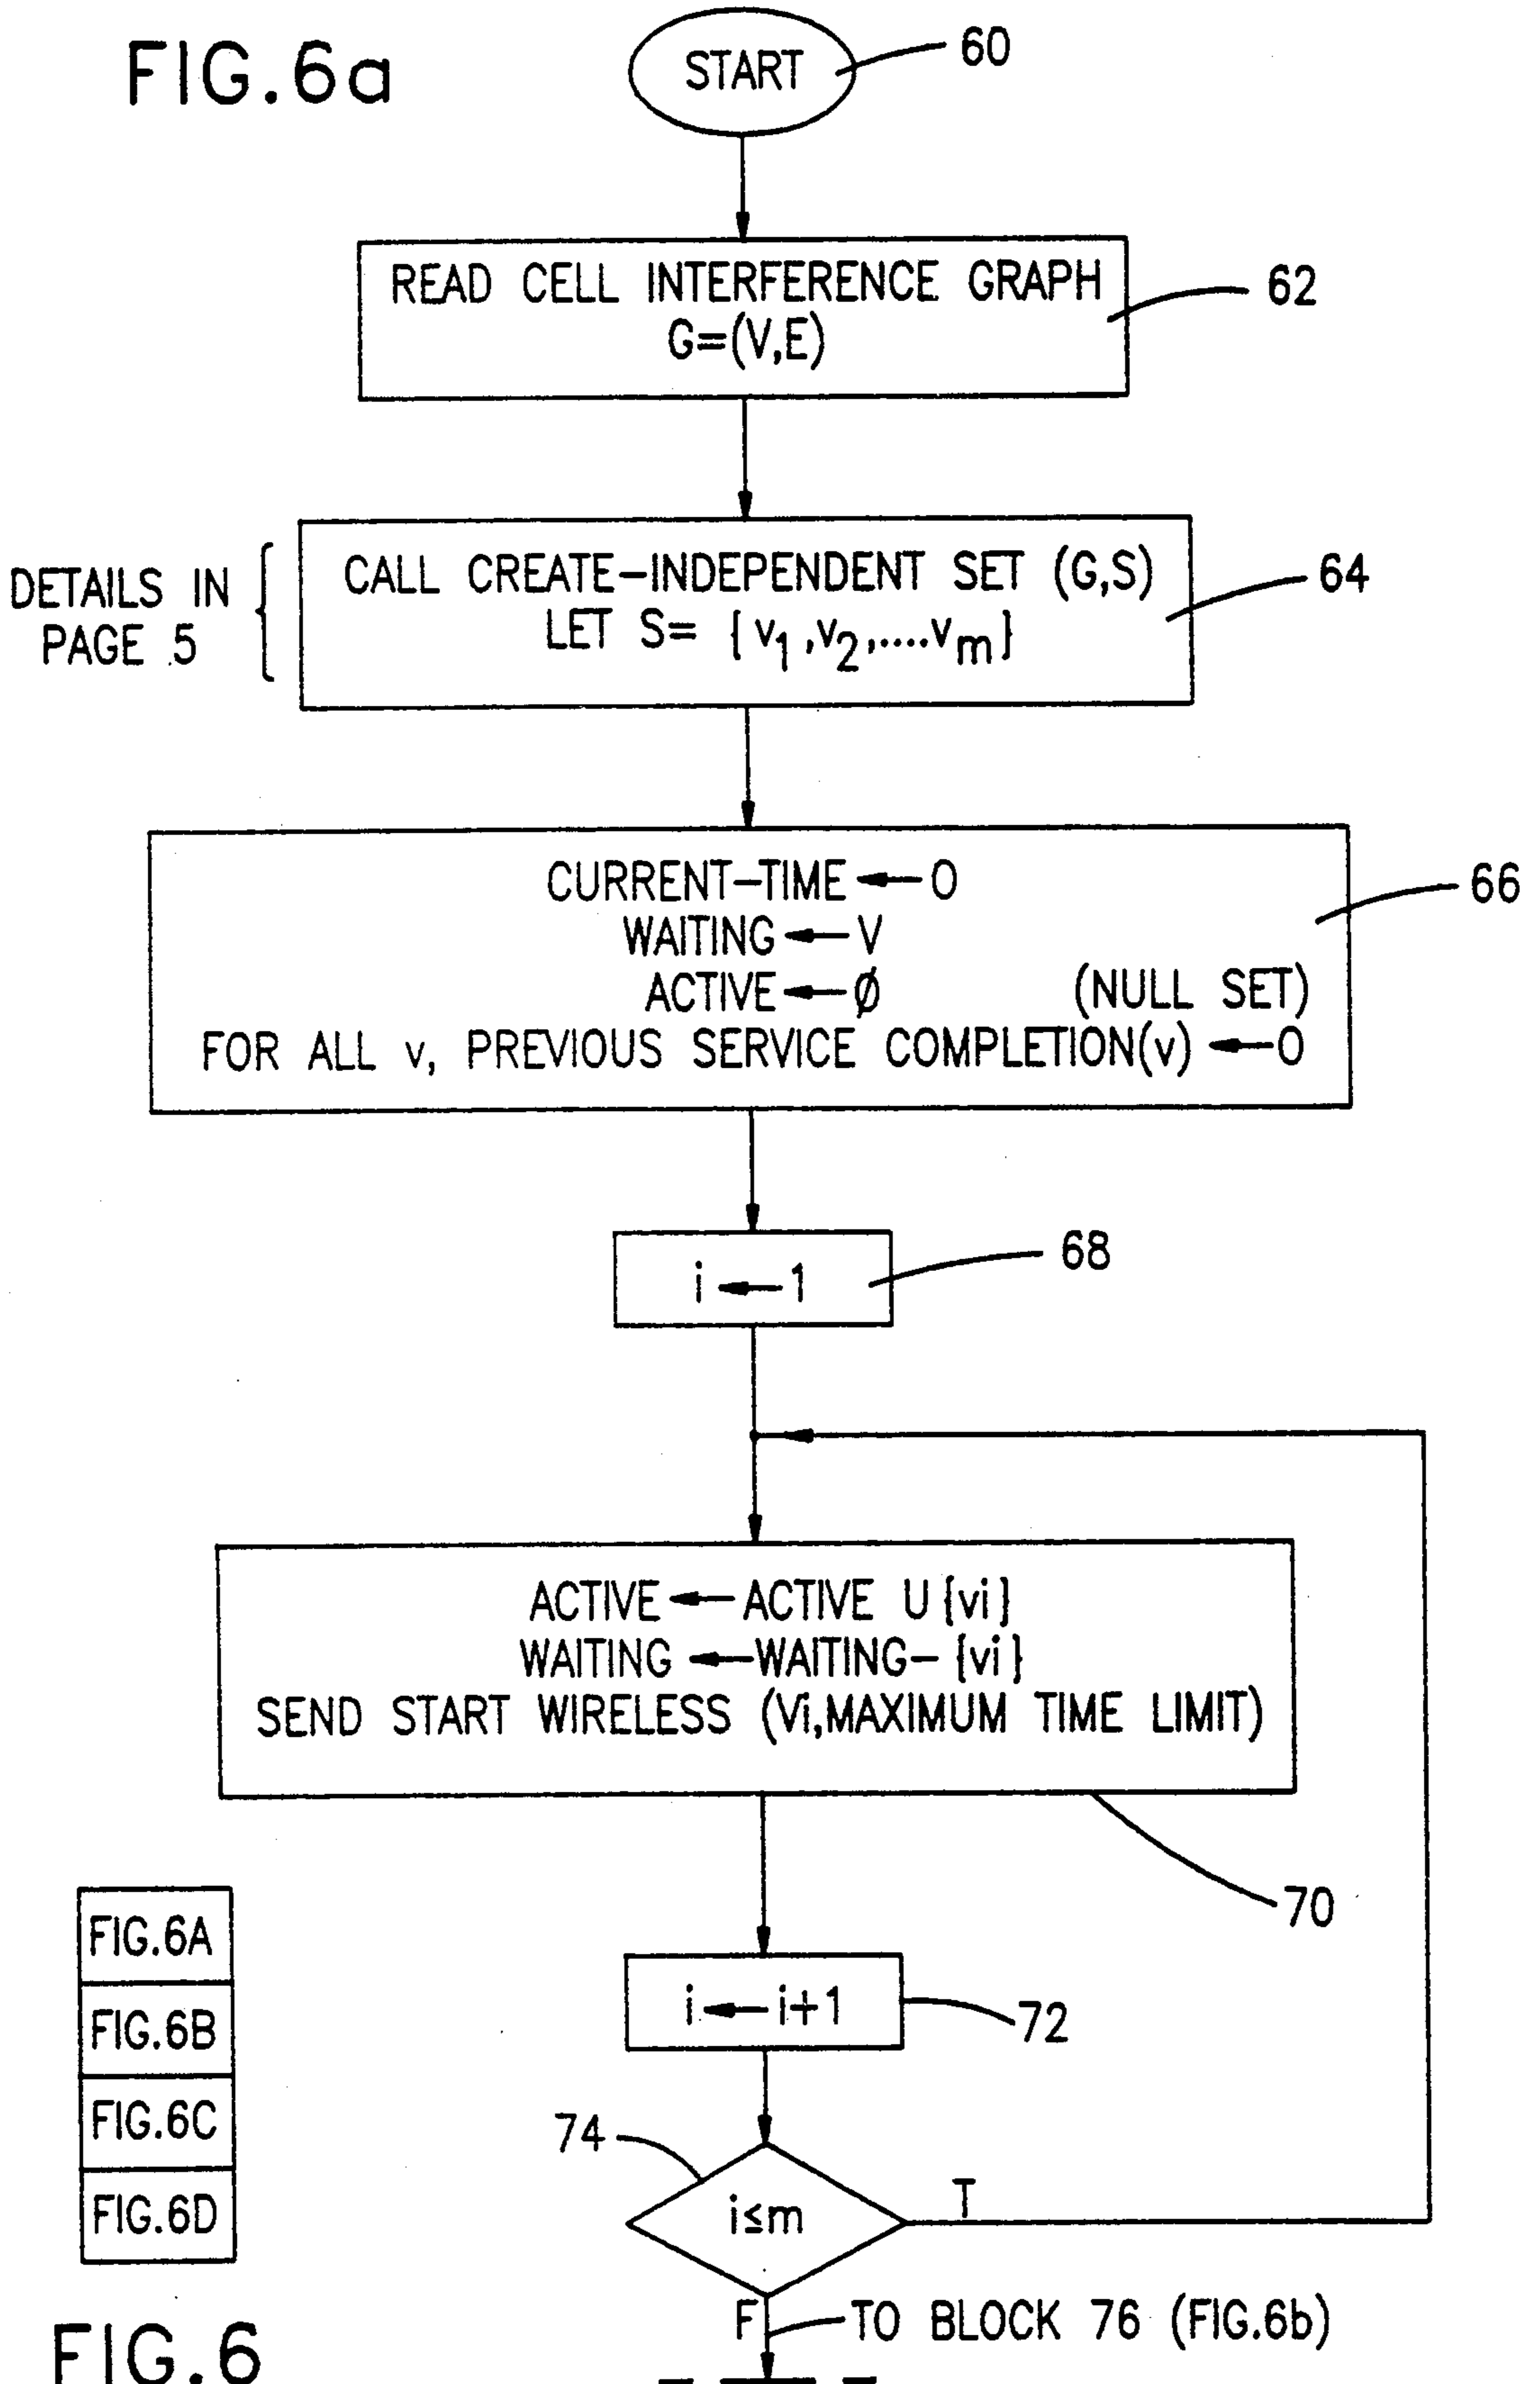 FIG.6a
START
60
READ CELL INTERFERENCE GRAPH
G=(V,E)
62
DETAILS IN
PAGE 5
CALL CREATE-INDEPENDENT SET (G,S)
LET S= {v₁,v₂,....vₘ}
64
CURRENT-TIME←0
WAITING←V
ACTIVE←ø (NULL SET)
FOR ALL v, PREVIOUS SERVICE COMPLETION(v) ←0
66
i←1
68
ACTIVE←ACTIVE U{vi}
WAITING ←WAITING- {vi}
SEND START WIRELESS (Vi,MAXIMUM TIME LIMIT)
70
i←i+1
72
74
i≤m
T
F
TO BLOCK 76 (FIG.6b)
FIG.6A
FIG.6B
FIG.6C
FIG.6D
FIG.6